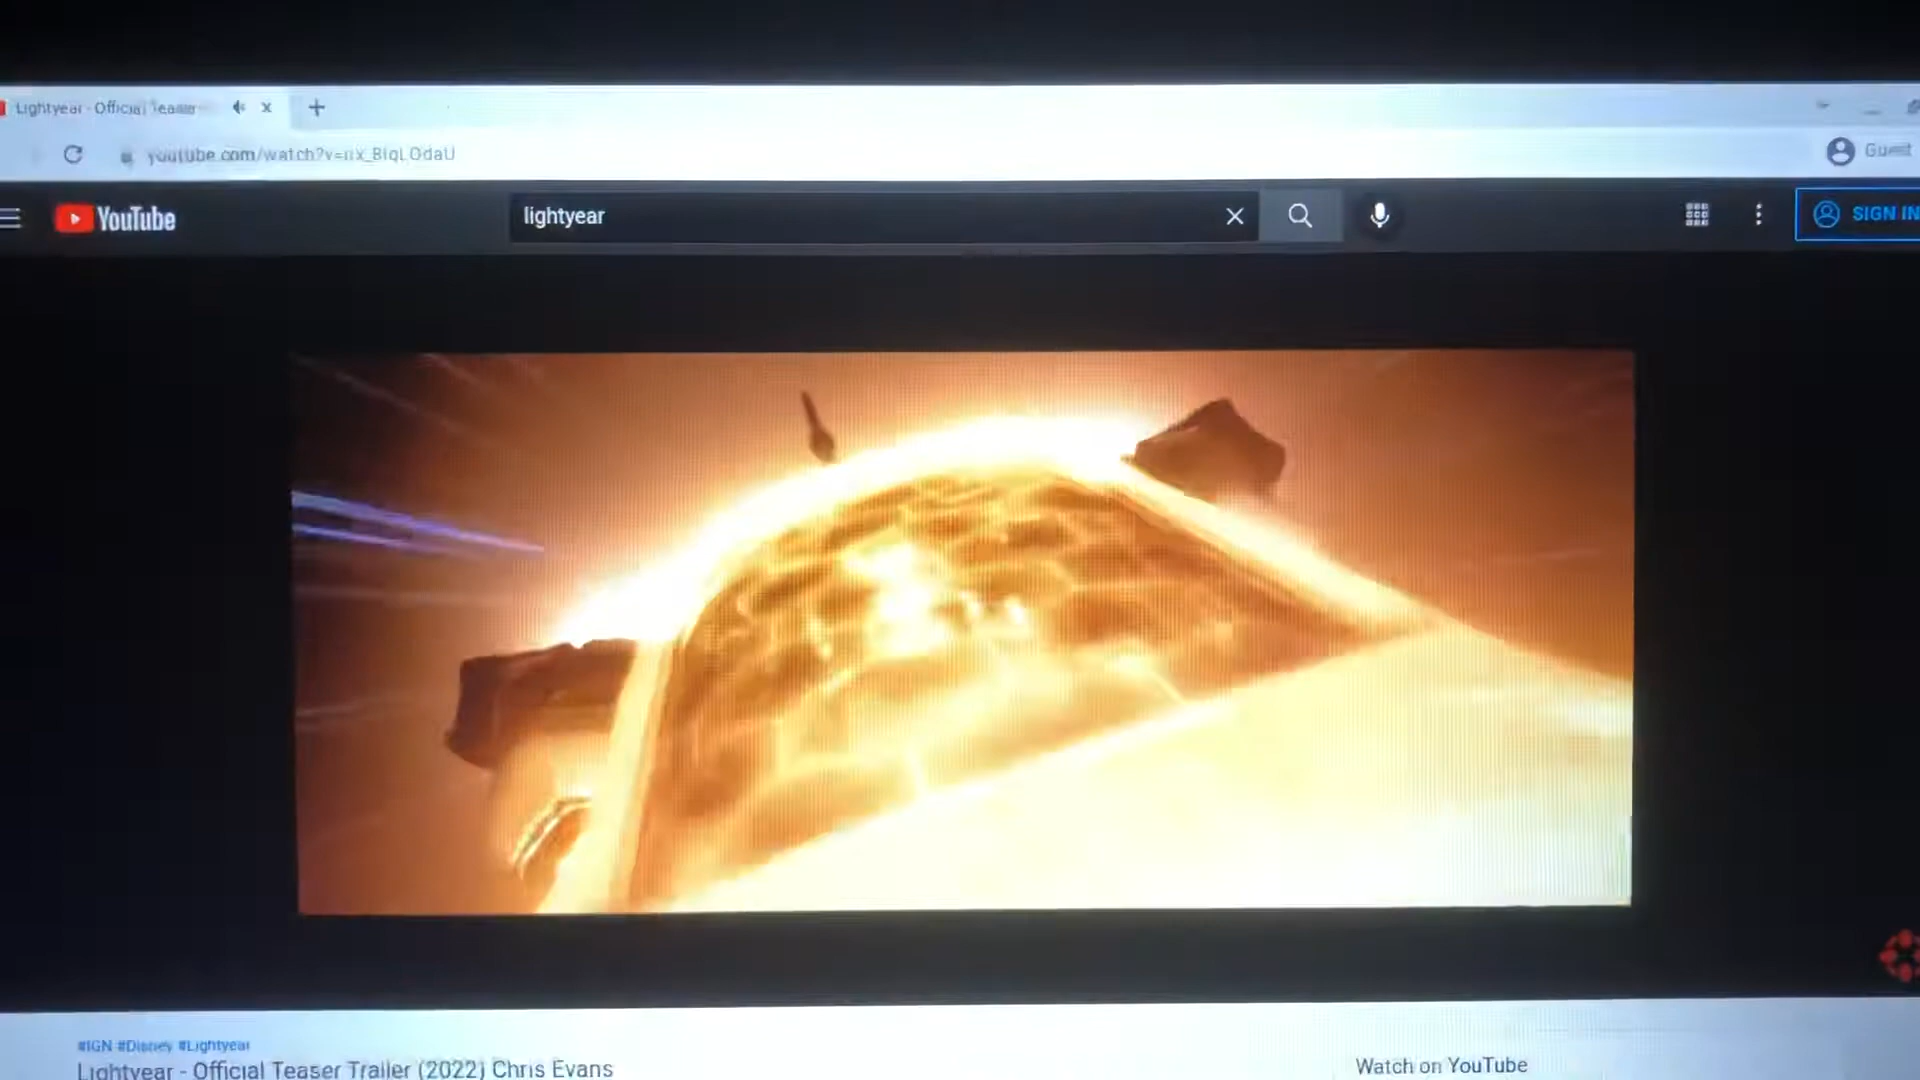 Lightyear - Official Teaser
youtube.com/watch?v=
Guest
YouTube
lightyear
SIGN IN
#IGN #Disney #Lightyear
Lightyear - Official Teaser Trailer (2022) Chris Evans
Watch on YouTube